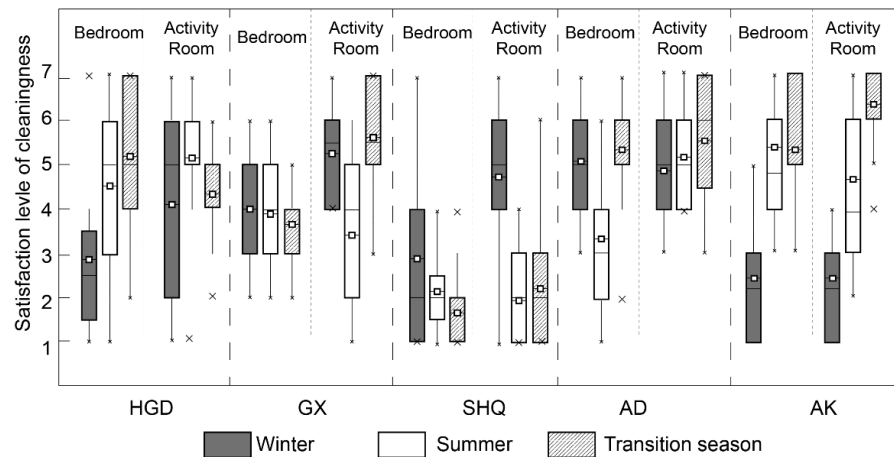 Bedroom Activity Room Bedroom Activity Room Bedroom Activity Room Bedroom Activity Room Bedroom Activity Room
Satisfaction levle of cleaningness
7
6
5
4
3
2
1
HGD GX SHQ AD AK
Winter Summer Transition season